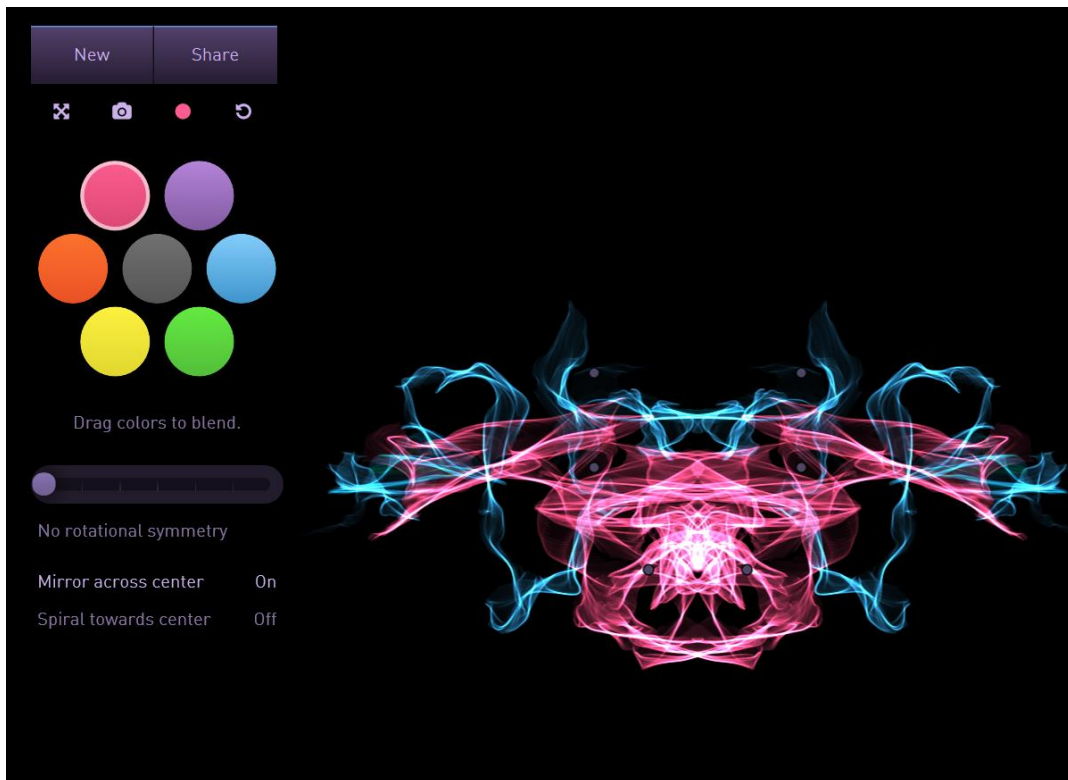 New Share
Drag colors to blend.
No rotational symmetry
Mirror across center On
Spiral towards center Off